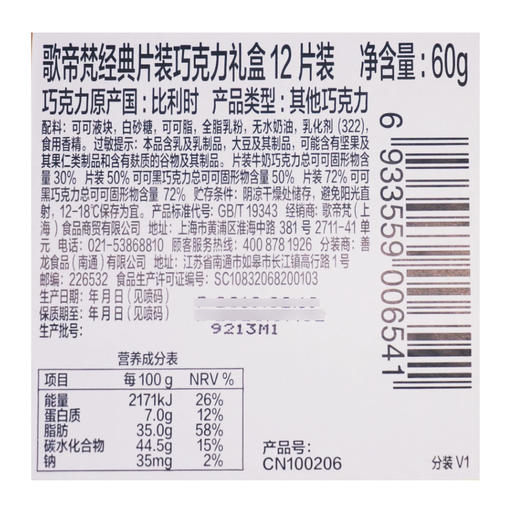 歌帝梵经典片装巧克力礼盒 12 片装 净含量:60g
巧克力原产国:比利时 产品类型:其他巧克力
配料:可可液块,白砂糖,可可脂,全脂乳粉,无水奶油,乳化剂 (322),
食用香精。过敏提示:本品含乳及乳制品,大豆及其制品,可能含有坚果及
其果仁类制品和含有麸质的谷物及其制品。片装牛奶巧克力总可可固形物含
量 30% 片装 50% 可可黑巧克力总可可固形物含量 50% 片装 72% 可可
黑巧克力总可可固形物含量 72% 贮存条件:阴凉干燥处储存,避免阳光直
射,12-18℃保存为宜。产品标准代号:GB/T 19343 经销商:歌帝梵(上
海)食品商贸有限公司 地址:上海市黄浦区淮海中路 381 号 2711-41 单
元 电话:021-53868810 顾客服务热线:400 878 1926 分装商:善
龙食品(南通)有限公司 地址:江苏省南通市如皋市长江镇高行路 1 号
邮编:226532 食品生产许可证编号:SC10832068200103
生产日期:年 月 日(见喷码)
保质期至:年 月 日(见喷码)
生产批号:
9213M1
6 933559 006541
营养成分表
项目 每 100 g NRV %
能量 2171kJ 26%
蛋白质 7.0g 12%
脂肪 35.0g 58%
碳水化合物 44.5g 15%
钠 35mg 2%
产品号:
CN100206
分装 V1